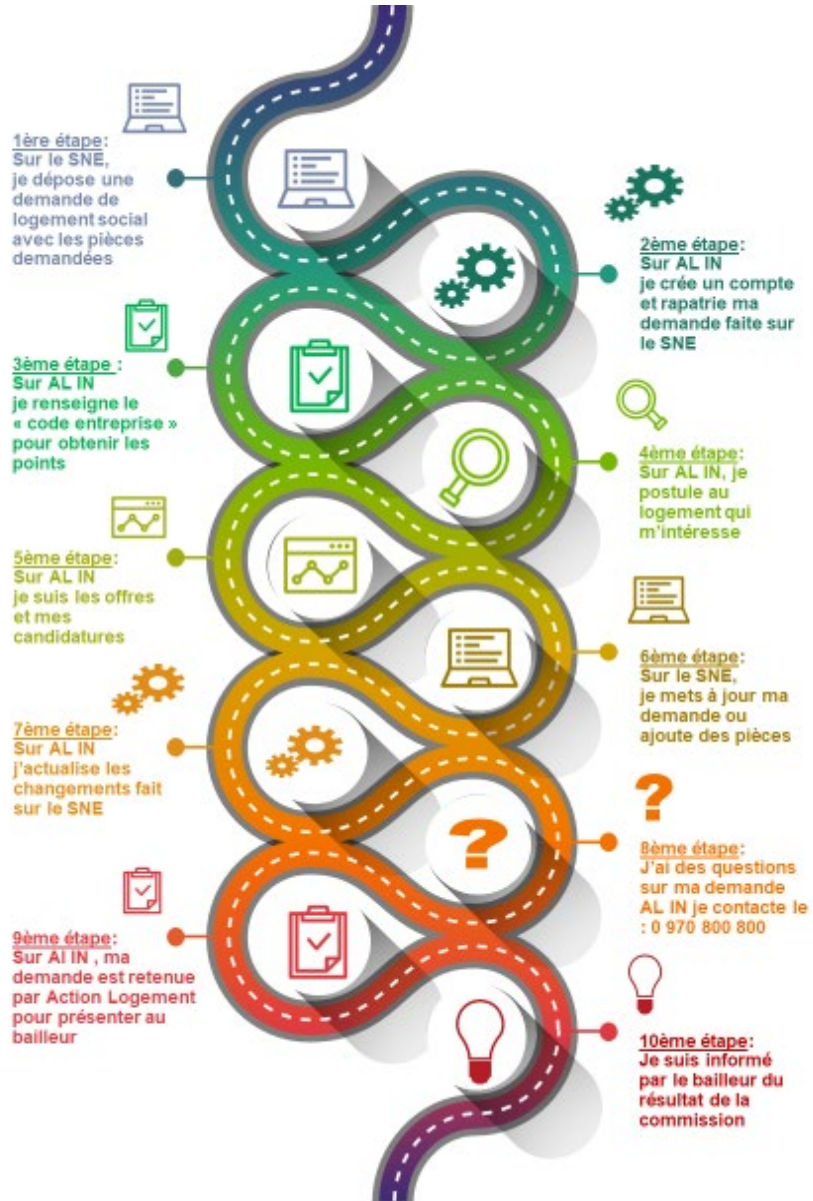 1ère étape:
Sur le SNE,
je dépose une
demande de
logement social
avec les pièces
demandées
2ème étape:
Sur AL IN
je crée un compte
et rapatrie ma
demande faite sur
le SNE
3ème étape :
Sur AL IN
je renseigne le
« code entreprise »
pour obtenir les
points
4ème étape:
Sur AL IN, je
postule au
logement qui
m'intéresse
5ème étape:
Sur AL IN
je suis les offres
et mes
candidatures
6ème étape:
Sur le SNE,
je mets à jour ma
demande ou
ajoute des pièces
7ème étape:
Sur AL IN
j'actualise les
changements fait
sur le SNE
?
?
8ème étape:
J'ai des questions
sur ma demande
AL IN je contacte le
: 0 970 800 800
9ème étape:
Sur Al IN , ma
demande est retenue
par Action Logement
pour présenter au
bailleur
10ème étape:
Je suis informé
par le bailleur du
résultat de la
commission